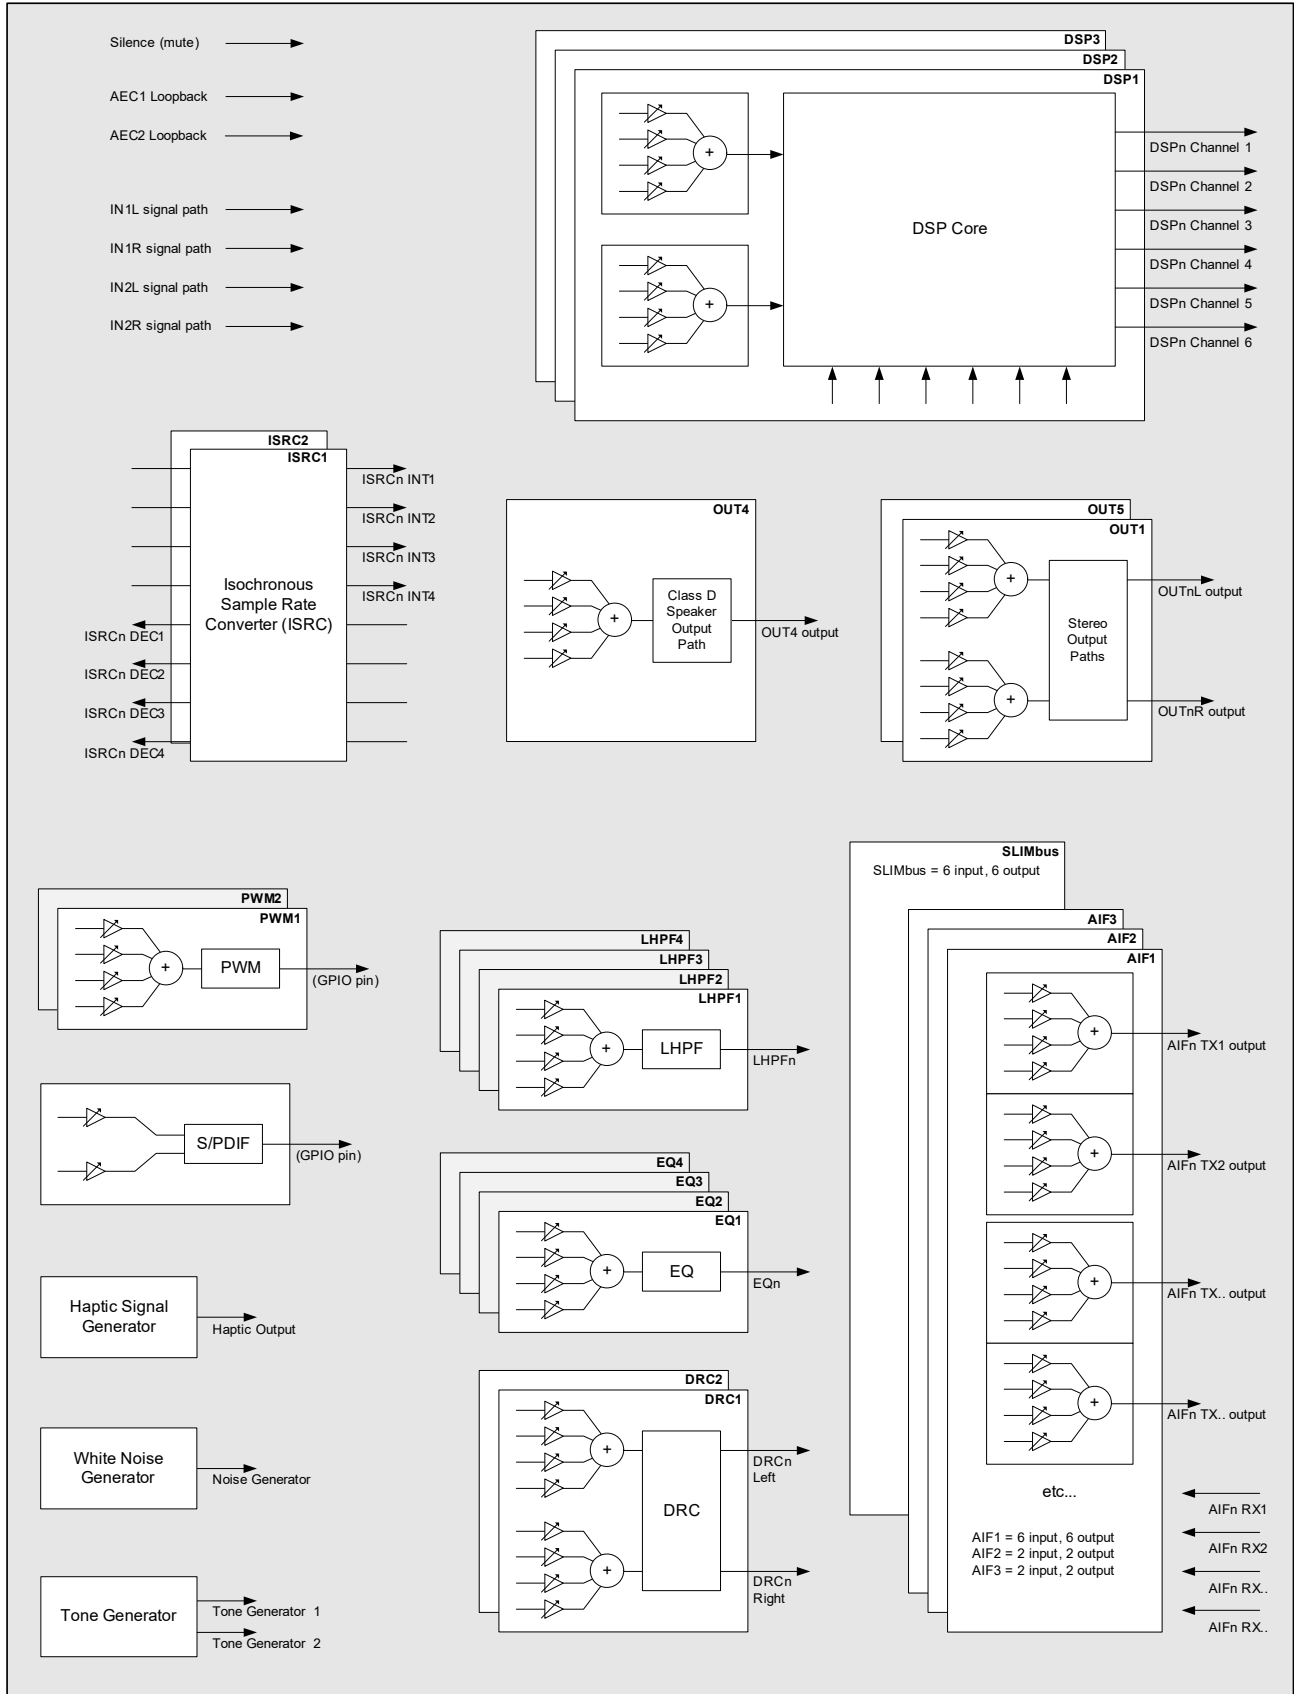 Silence (mute)
AEC1 Loopback
AEC2 Loopback
IN1L signal path
IN1R signal path
IN2L signal path
IN2R signal path
DSP3
DSP2
DSP1
+
+
DSP Core
DSPn Channel 1
DSPn Channel 2
DSPn Channel 3
DSPn Channel 4
DSPn Channel 5
DSPn Channel 6
ISRC2
ISRC1
Isochronous
Sample Rate
Converter (ISRC)
ISRCn INT1
ISRCn INT2
ISRCn INT3
ISRCn INT4
ISRCn DEC1
ISRCn DEC2
ISRCn DEC3
ISRCn DEC4
OUT4
+
Class D
Speaker
Output
Path
OUT4 output
OUT5
OUT1
+
+
Stereo
Output
Paths
OUTnL output
OUTnR output
PWM2
PWM1
+
PWM
(GPIO pin)
S/PDIF
(GPIO pin)
Haptic Signal
Generator
Haptic Output
White Noise
Generator
Noise Generator
Tone Generator
Tone Generator 1
Tone Generator 2
LHPF4
LHPF3
LHPF2
LHPF1
+
LHPF
LHPFn
EQ4
EQ3
EQ2
EQ1
+
EQ
EQn
DRC2
DRC1
+
+
DRC
DRCn
Left
DRCn
Right
SLIMbus
SLIMbus = 6 input, 6 output
AIF3
AIF2
AIF1
+
AIFn TX1 output
+
AIFn TX2 output
+
AIFn TX.. output
+
AIFn TX.. output
etc...
AIF1 = 6 input, 6 output
AIF2 = 2 input, 2 output
AIF3 = 2 input, 2 output
AIFn RX1
AIFn RX2
AIFn RX..
AIFn RX..